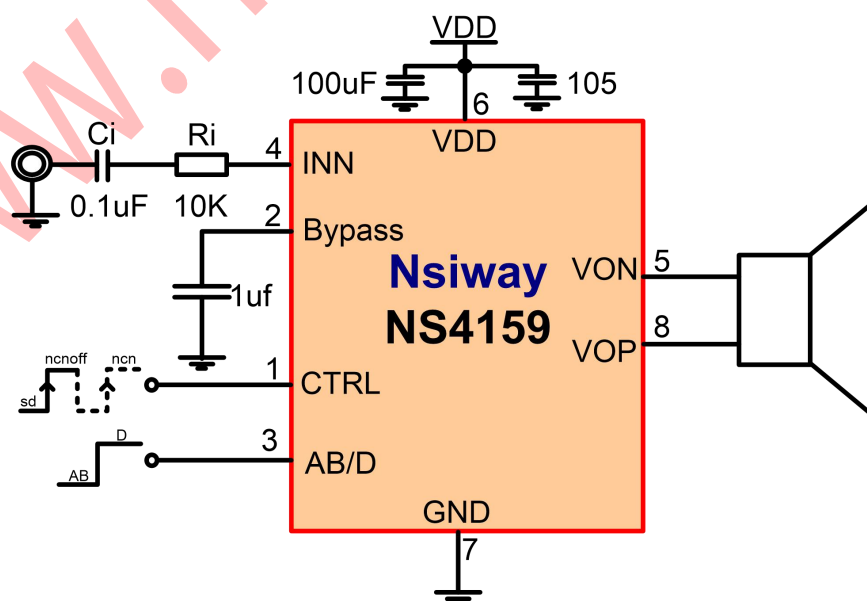 VDD
100uF
105
6
VDD
Ci
Ri
4
INN
0.1uF
10K
2
Bypass
1uf
Nsiway
NS4159
VON
5
VOP
8
ncnoff
ncn
sd
1
CTRL
D
AB
3
AB/D
GND
7